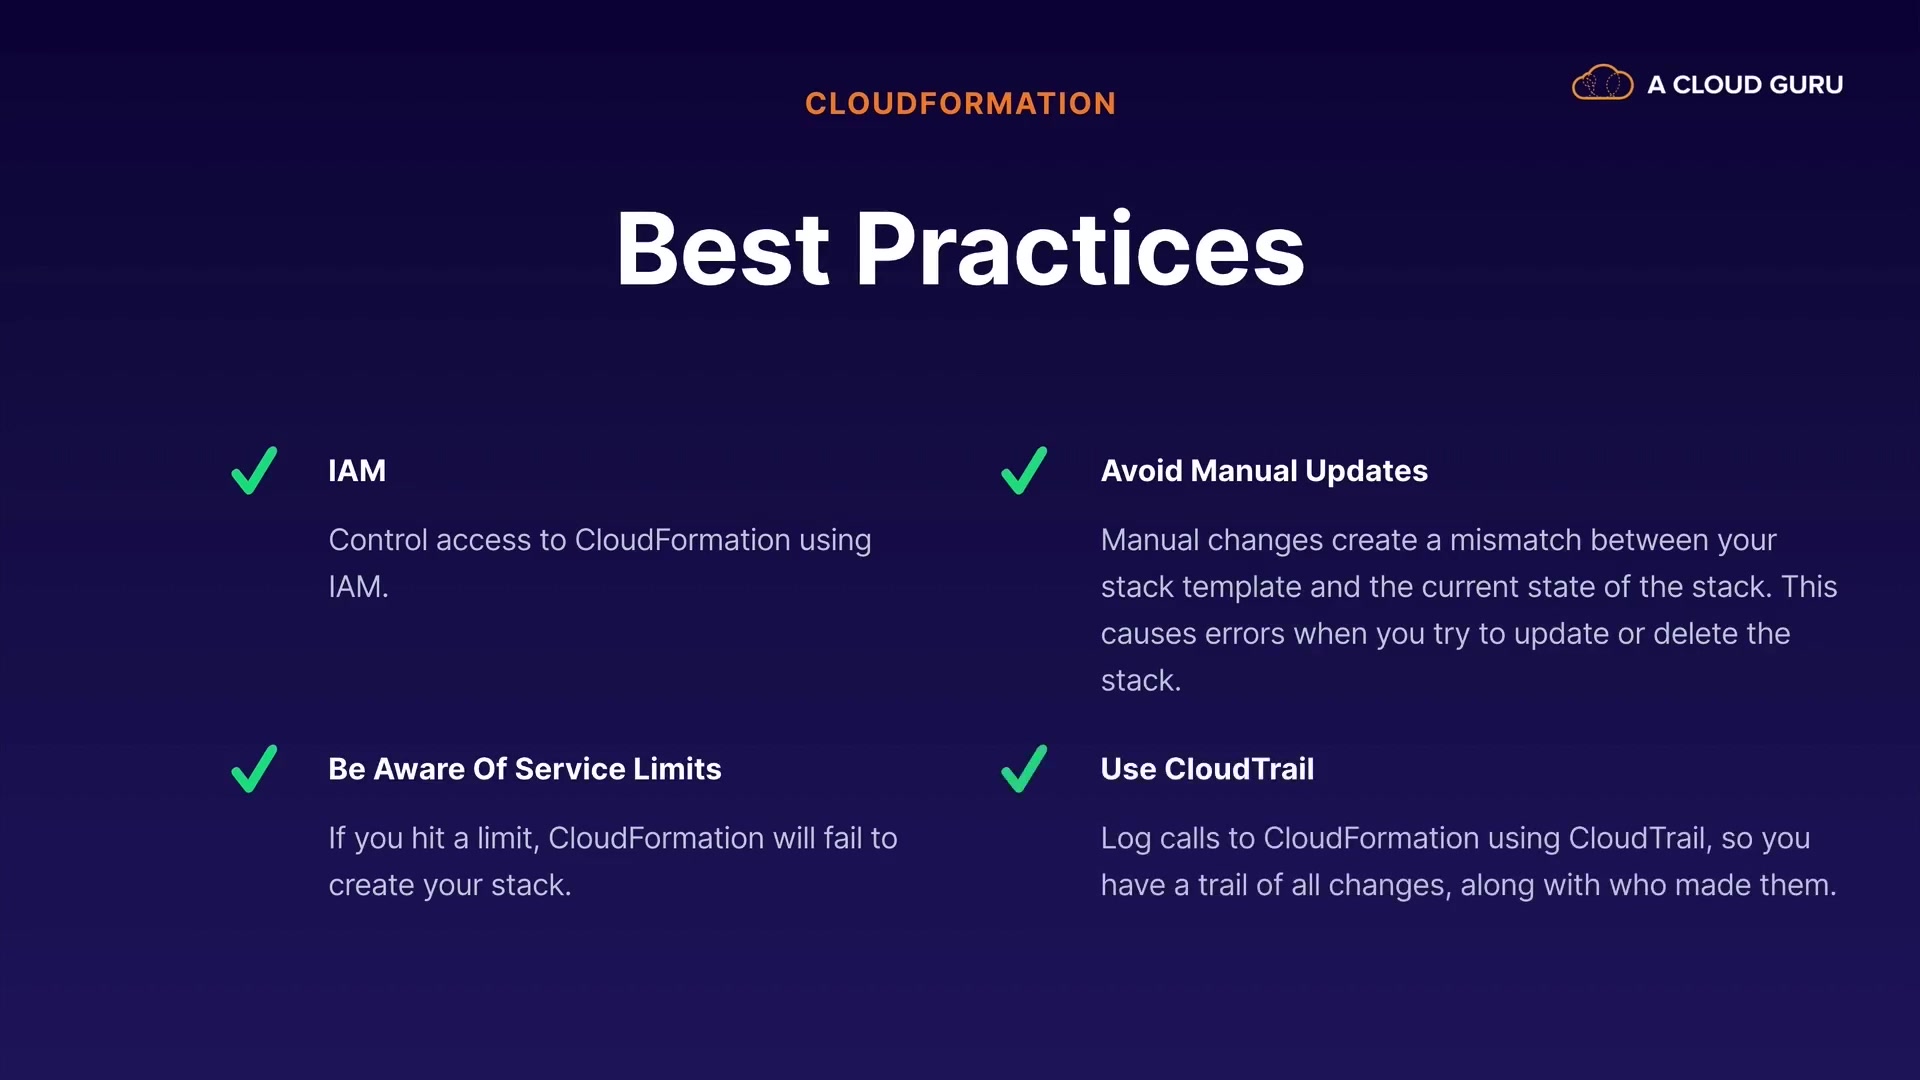 CLOUDFORMATION
A CLOUD GURU
Best Practices
IAM
Control access to CloudFormation using
IAM.
Avoid Manual Updates
Manual changes create a mismatch between your
stack template and the current state of the stack. This
causes errors when you try to update or delete the
stack.
Be Aware Of Service Limits
If you hit a limit, CloudFormation will fail to
create your stack.
Use CloudTrail
Log calls to CloudFormation using CloudTrail, so you
have a trail of all changes, along with who made them.